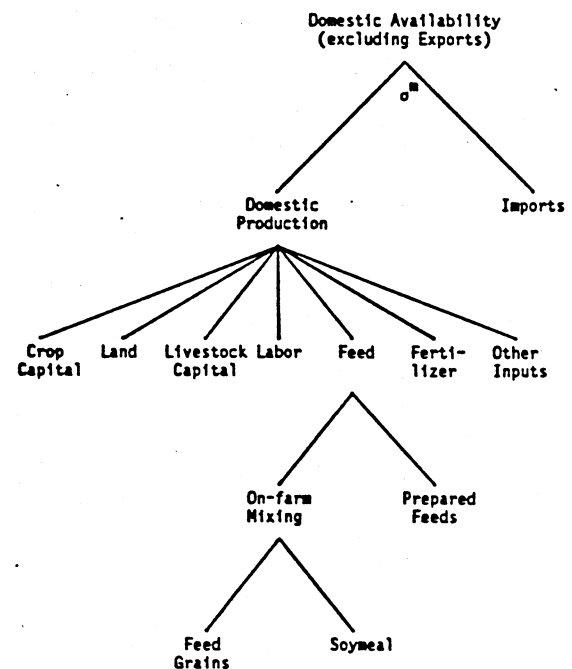 Domestic Availability
(excluding Exports)
σᵐ
Domestic
Production
Imports
Crop
Capital
Land
Livestock
Capital
Labor
Feed
Ferti-
lizer
Other
Inputs
On-farm
Mixing
Prepared
Feeds
Feed
Grains
Soymeal